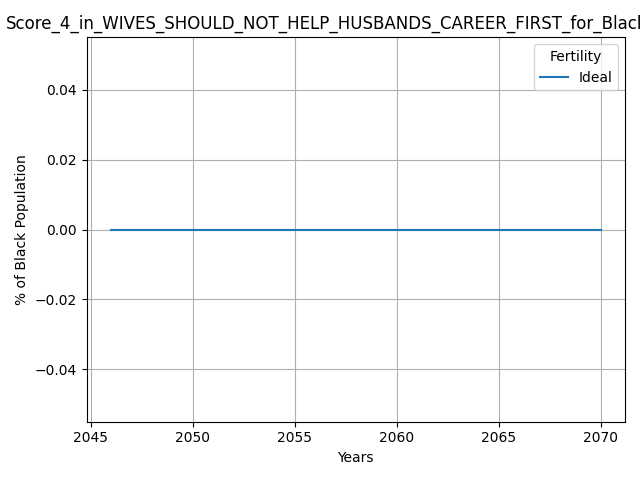 Score_4_in_WIVES_SHOULD_NOT_HELP_HUSBANDS_CAREER_FIRST_for_Black
Fertility
Ideal
0.04
0.02
0.00
−0.02
−0.04
% of Black Population
2045 2050 2055 2060 2065 2070
Years